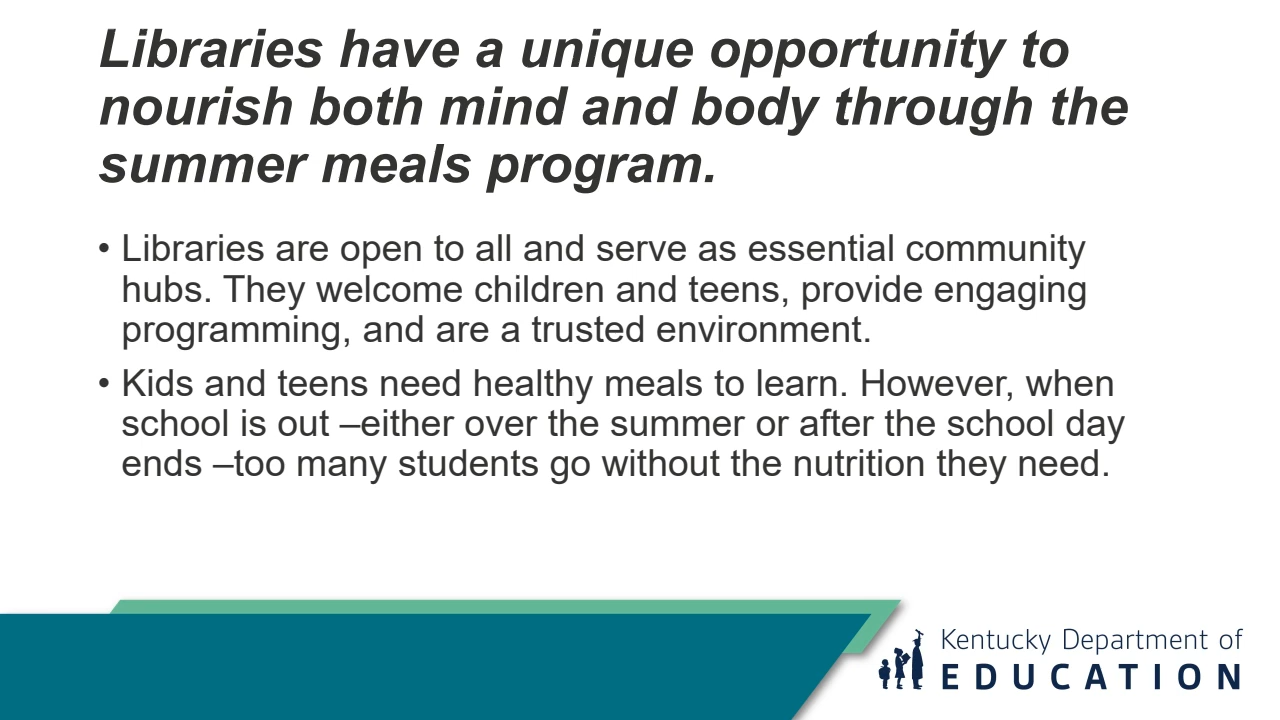 Libraries have a unique opportunity to
nourish both mind and body through the
summer meals program.
• Libraries are open to all and serve as essential community
hubs. They welcome children and teens, provide engaging
programming, and are a trusted environment.
• Kids and teens need healthy meals to learn. However, when
school is out –either over the summer or after the school day
ends –too many students go without the nutrition they need.
Kentucky Department of
EDUCATION